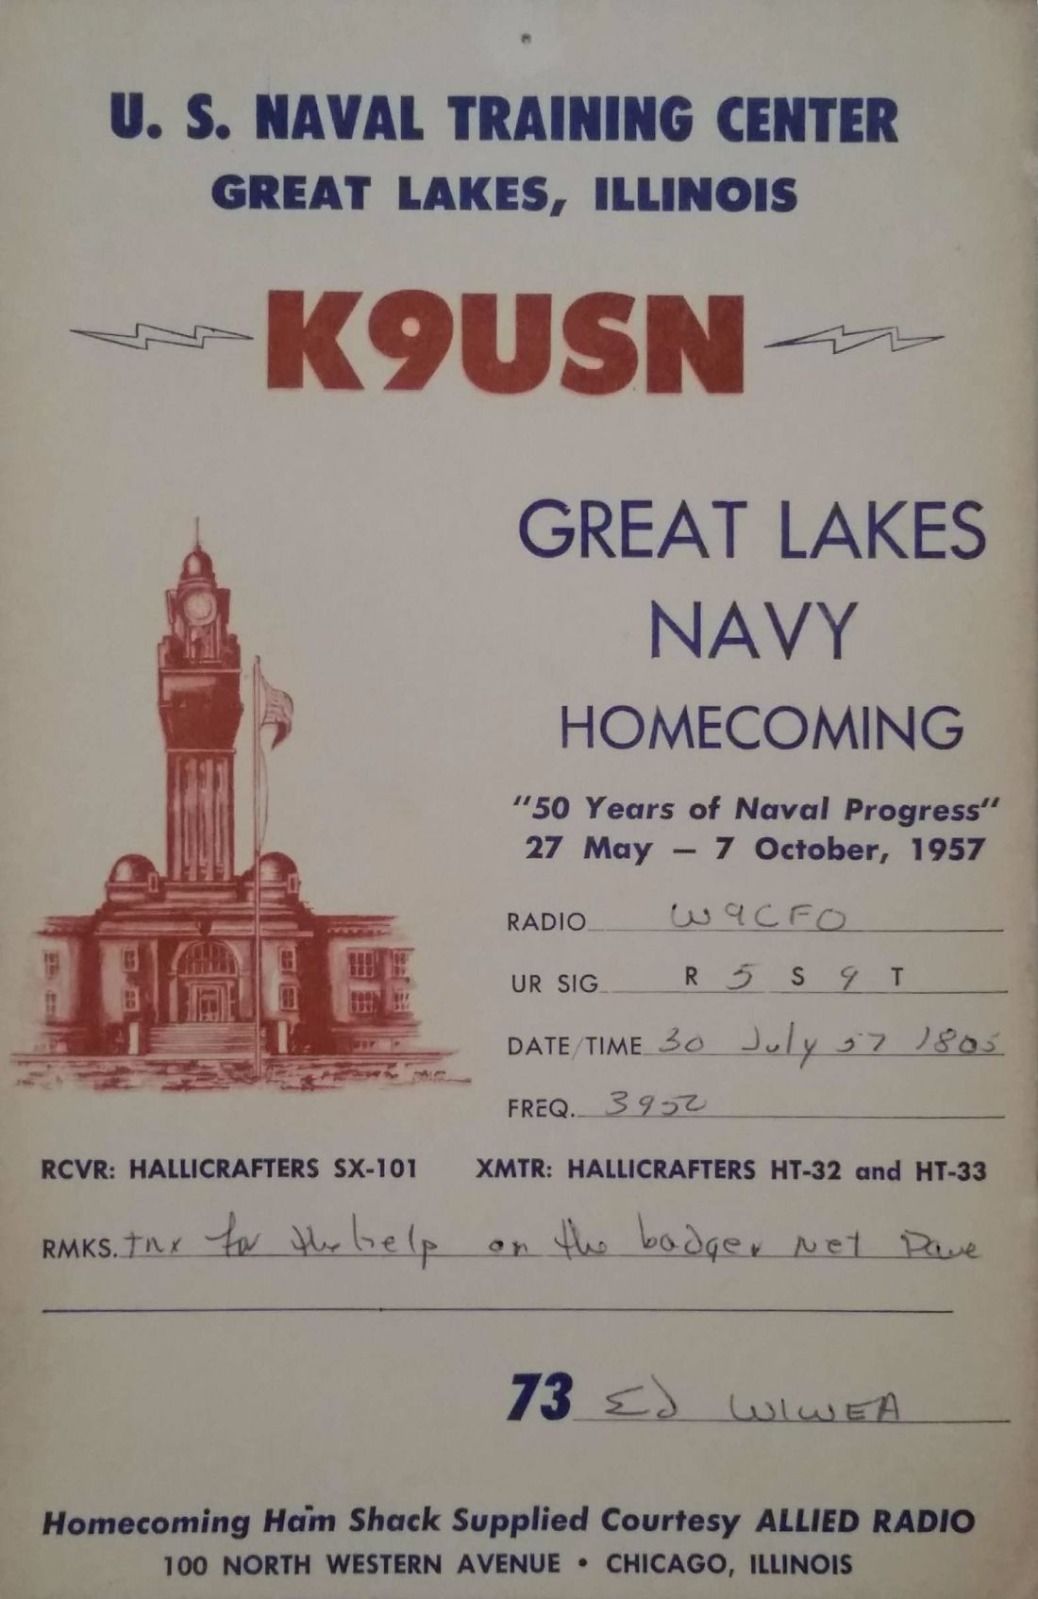 U. S. NAVAL TRAINING CENTER
GREAT LAKES, ILLINOIS
K9USN
GREAT LAKES
NAVY
HOMECOMING
"50 Years of Naval Progress"
27 May — 7 October, 1957
RADIO W9CFO
UR SIG R 5 S 9 T
DATE/TIME 30 July 57 1805
FREQ. 3952
RCVR: HALLICRAFTERS SX-101 XMTR: HALLICRAFTERS HT-32 and HT-33
RMKS. tnx for the help on the badger net Dave
73 Ed W1WEA
Homecoming Ham Shack Supplied Courtesy ALLIED RADIO
100 NORTH WESTERN AVENUE • CHICAGO, ILLINOIS